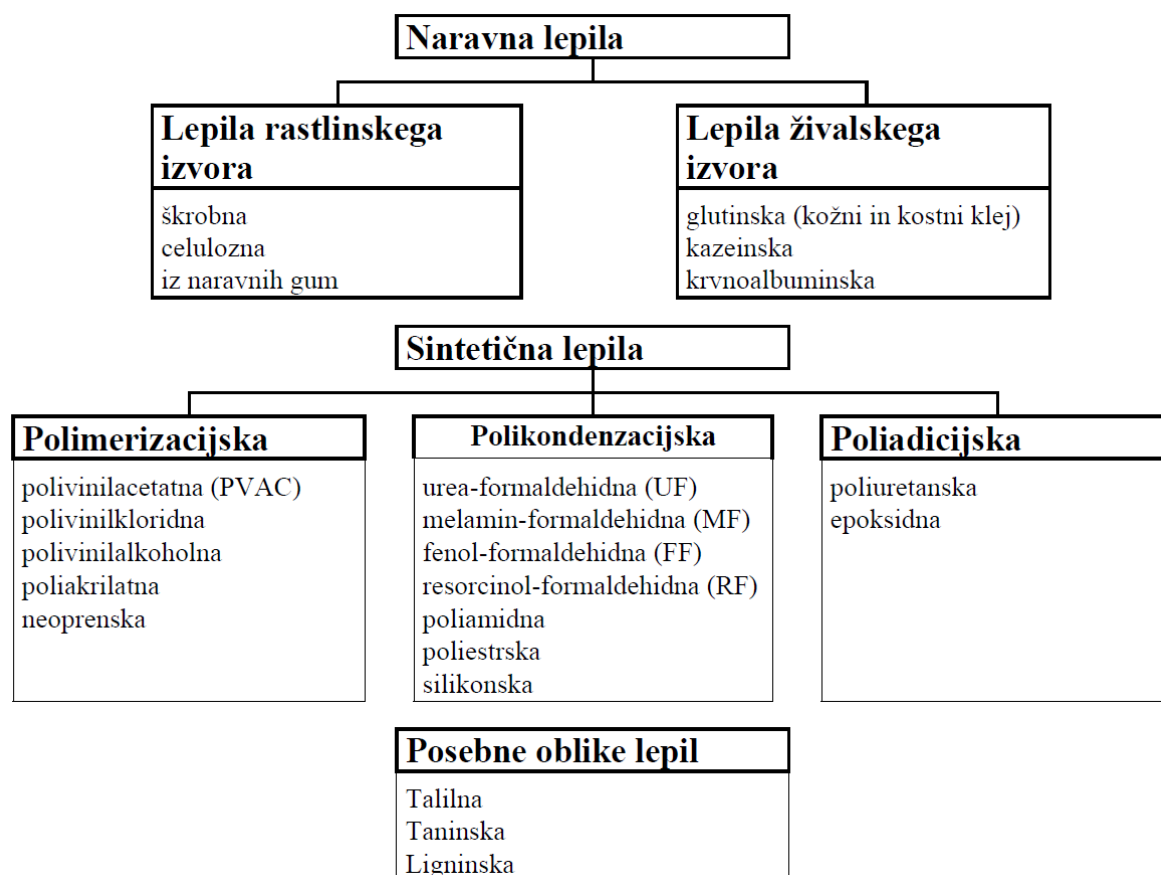 Naravna lepila
Lepila rastlinskega
izvora
škrobna
celulozna
iz naravnih gum
Lepila živalskega
izvora
glutinska (kožni in kostni klej)
kazeinska
krvnoalbuminska
Sintetična lepila
Polimerizacijska
polivinilacetatna (PVAC)
polivinilkloridna
polivinilalkoholna
poliakrilatna
neoprenska
Polikondenzacijska
urea-formaldehidna (UF)
melamin-formaldehidna (MF)
fenol-formaldehidna (FF)
resorcinol-formaldehidna (RF)
poliamidna
poliestrska
silikonska
Poliadicijska
poliuretanska
epoksidna
Posebne oblike lepil
Talilna
Taninska
Ligninska